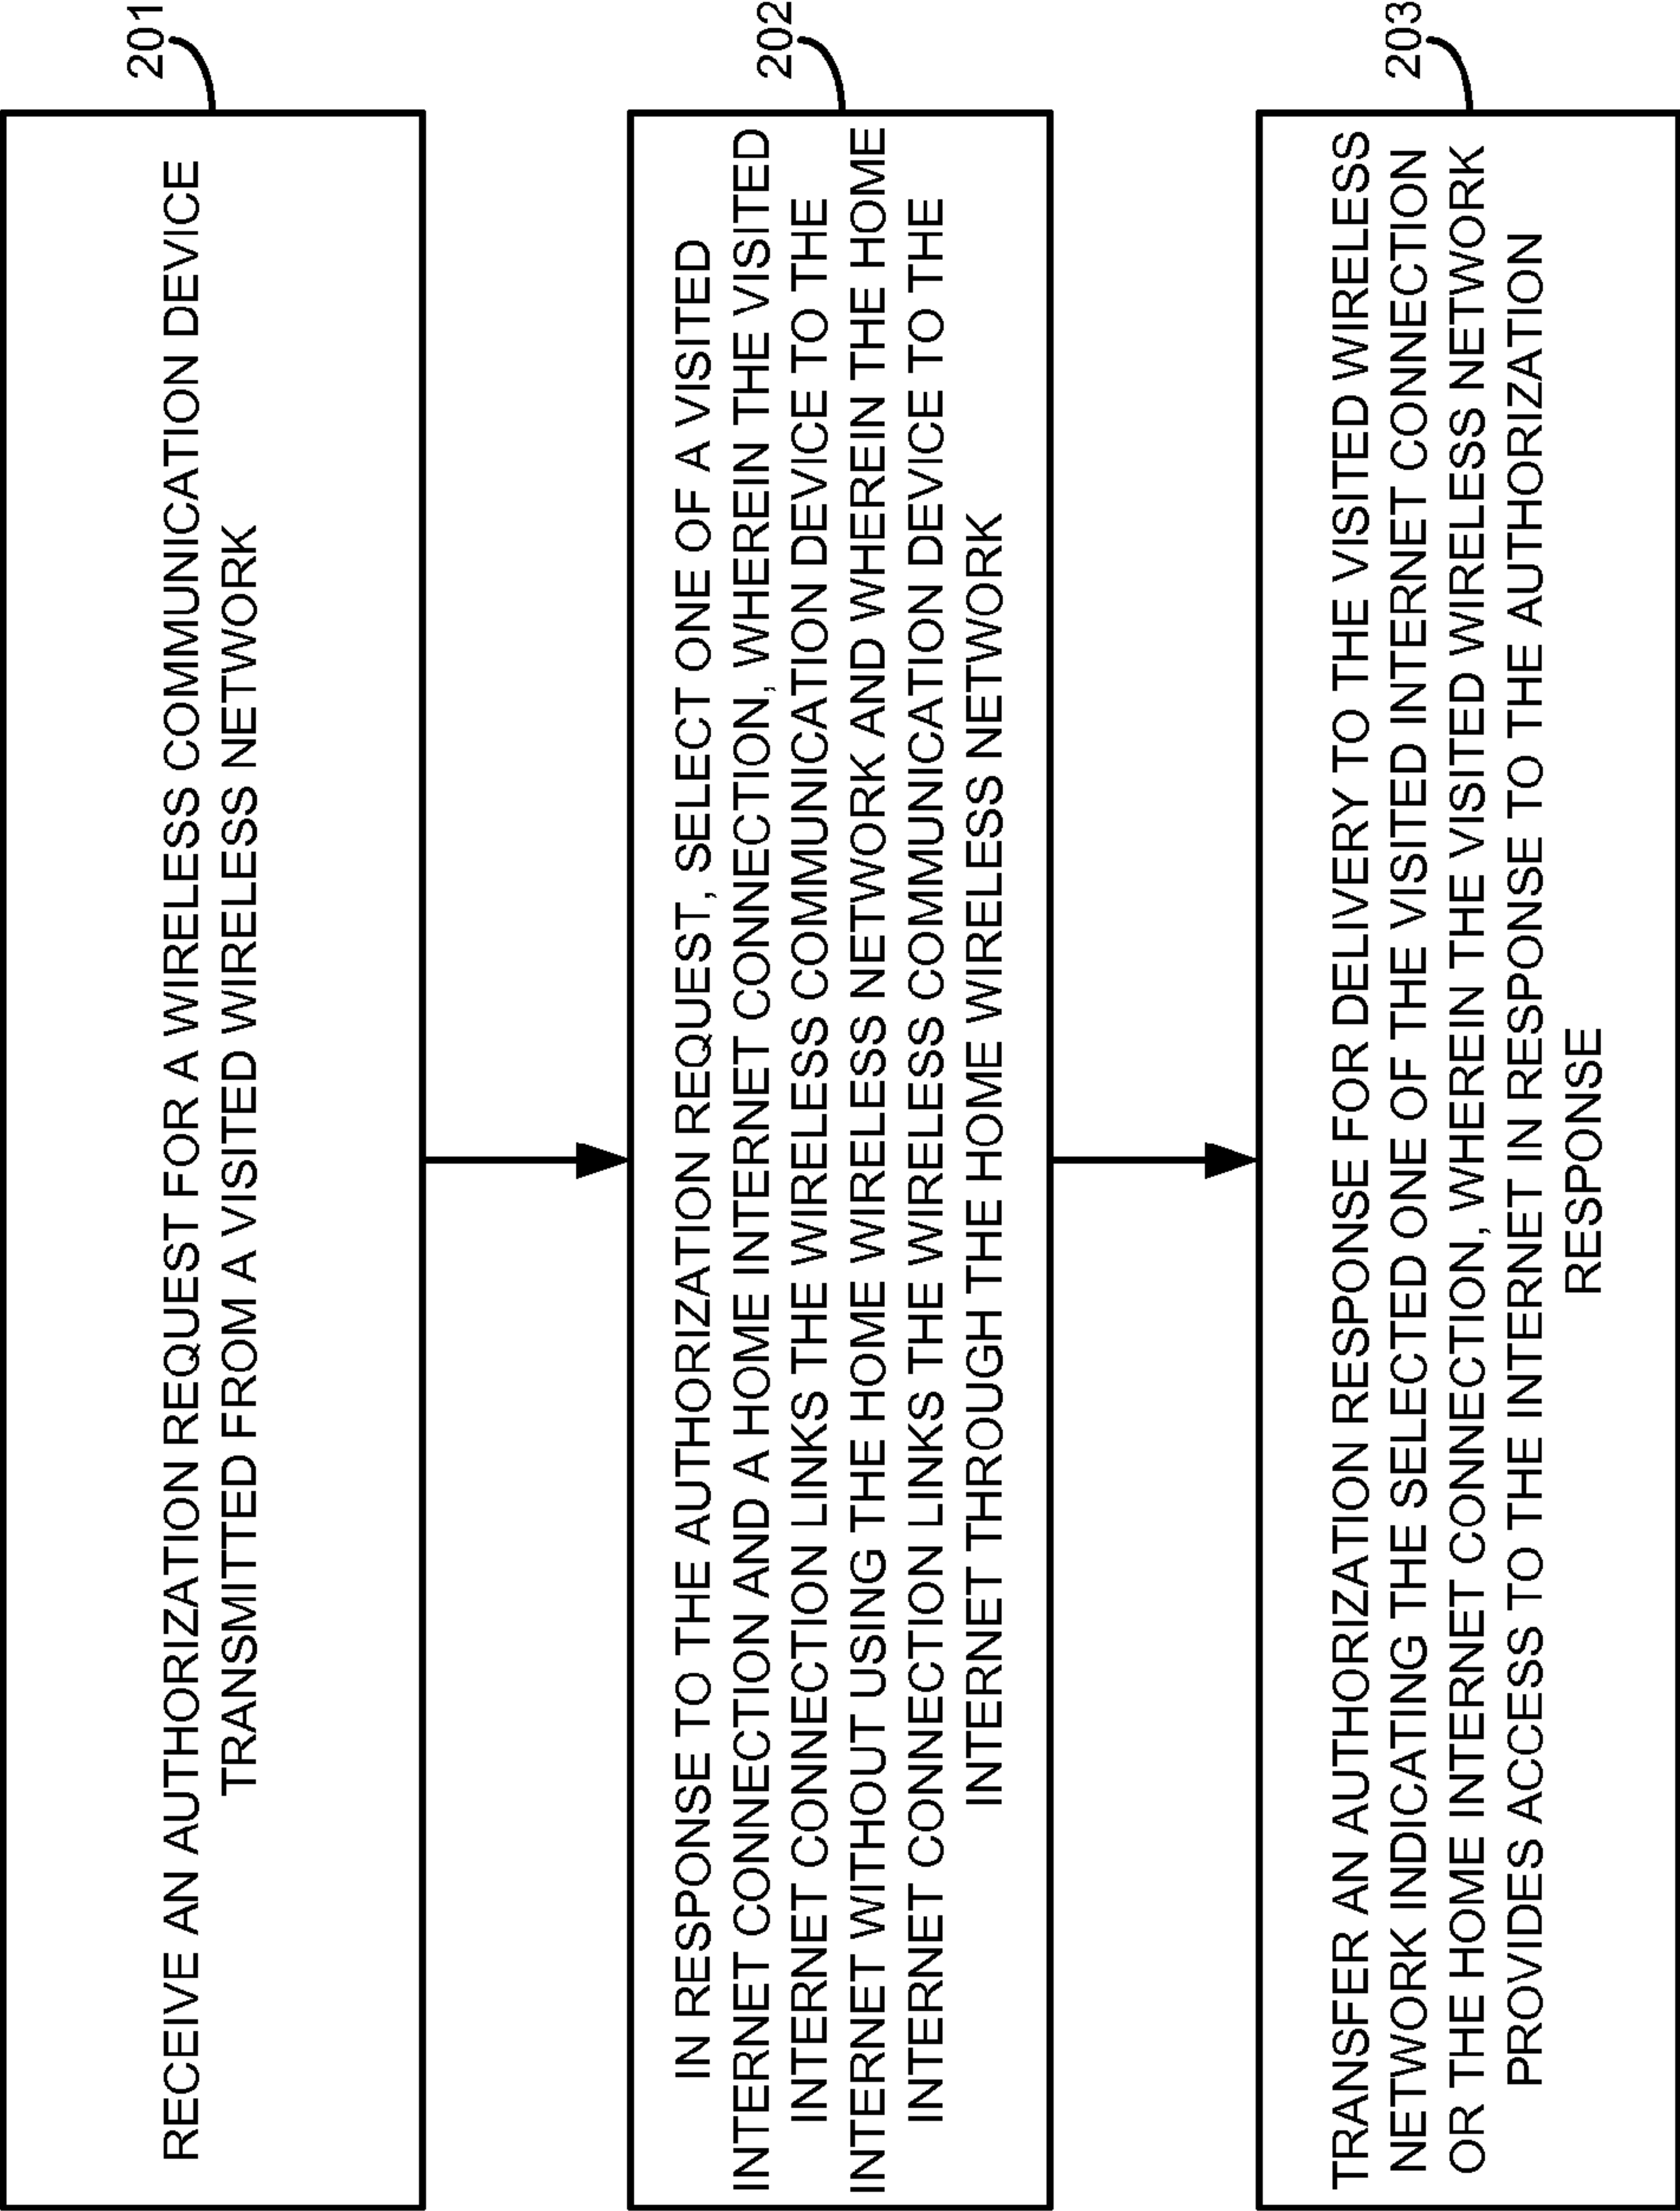 201
RECEIVE AN AUTHORIZATION REQUEST FOR A WIRELESS COMMUNICATION DEVICE
TRANSMITTED FROM A VISITED WIRELESS NETWORK
202
IN RESPONSE TO THE AUTHORIZATION REQUEST, SELECT ONE OF A VISITED
INTERNET CONNECTION AND A HOME INTERNET CONNECTION, WHEREIN THE VISITED
INTERNET CONNECTION LINKS THE WIRELESS COMMUNICATION DEVICE TO THE
INTERNET WITHOUT USING THE HOME WIRELESS NETWORK AND WHEREIN THE HOME
INTERNET CONNECTION LINKS THE WIRELESS COMMUNICATION DEVICE TO THE
INTERNET THROUGH THE HOME WIRELESS NETWORK
203
TRANSFER AN AUTHORIZATION RESPONSE FOR DELIVERY TO THE VISITED WIRELESS
NETWORK INDICATING THE SELECTED ONE OF THE VISITED INTERNET CONNECTION
OR THE HOME INTERNET CONNECTION, WHEREIN THE VISITED WIRELESS NETWORK
PROVIDES ACCESS TO THE INTERNET IN RESPONSE TO THE AUTHORIZATION
RESPONSE